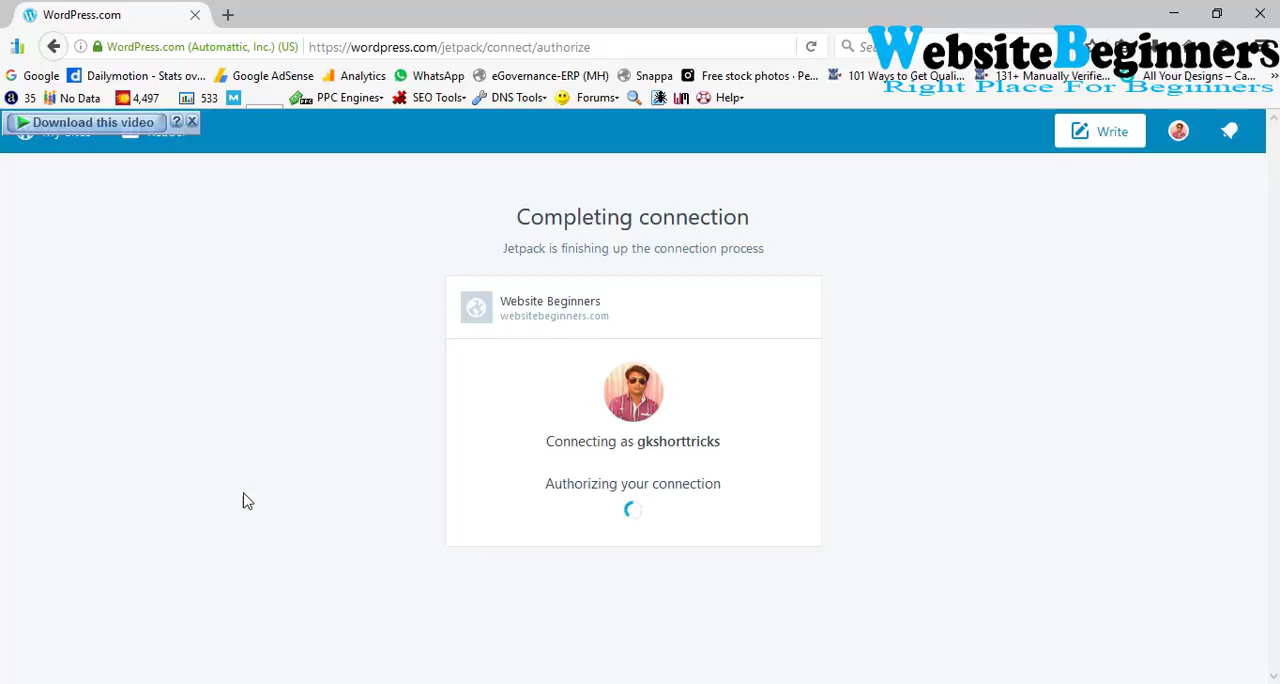 WordPress.com
WordPress.com (Automattic, Inc.) (US)
https://wordpress.com/jetpack/connect/authorize
WebsiteBeginners
Right Place For Beginners
Google
Dailymotion - Stats ov...
Google AdSense
Analytics
WhatsApp
eGovernance-ERP (MH)
Snappa
Free stock photos · Pe...
101 Ways to Get Quali...
131+ Manually Verifie...
All Your Designs – Ca...
35
No Data
4,497
533
PPC Engines
SEO Tools
DNS Tools
Forums
Help
Download this video
Write
Completing connection
Jetpack is finishing up the connection process
Website Beginners
websitebeginners.com
Connecting as gkshorttricks
Authorizing your connection